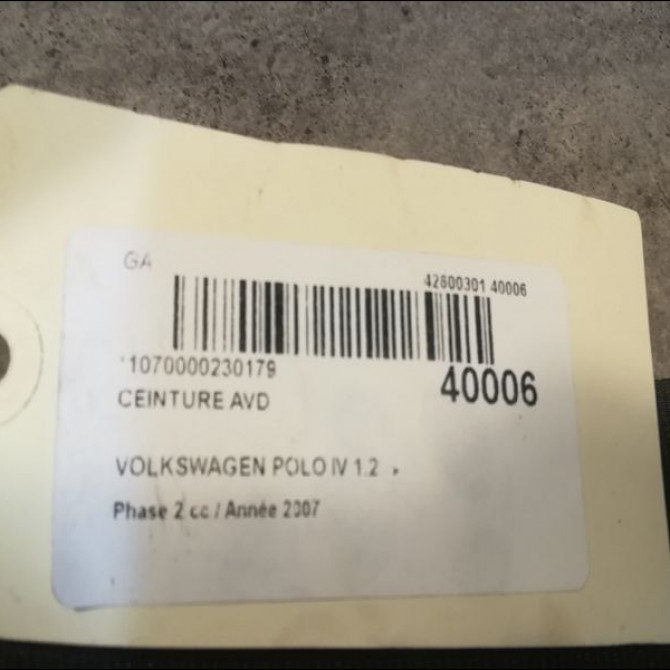 GA
42600301 40006
1070000230179
40006
CEINTURE AVD
VOLKSWAGEN POLO IV 1.2
Phase 2 cc / Année 2007